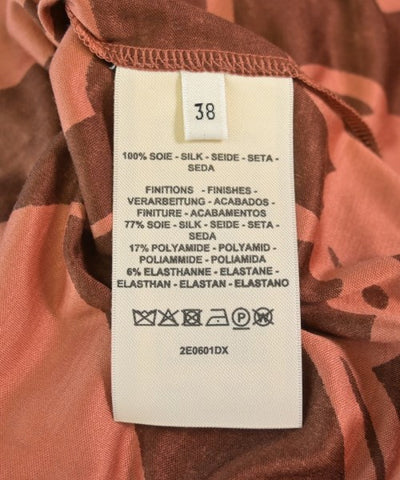 38
100% SOIE - SILK - SEIDE - SETA -
SEDA
FINITIONS - FINISHES -
VERARBEITUNG - ACABADOS -
FINITURE - ACABAMENTOS
77% SOIE - SILK - SEIDE - SETA -
SEDA
17% POLYAMIDE - POLYAMID -
POLIAMMIDE - POLIAMIDA
6% ELASTHANNE - ELASTANE -
ELASTHAN - ELASTAN - ELASTANO
P
2E0601DX